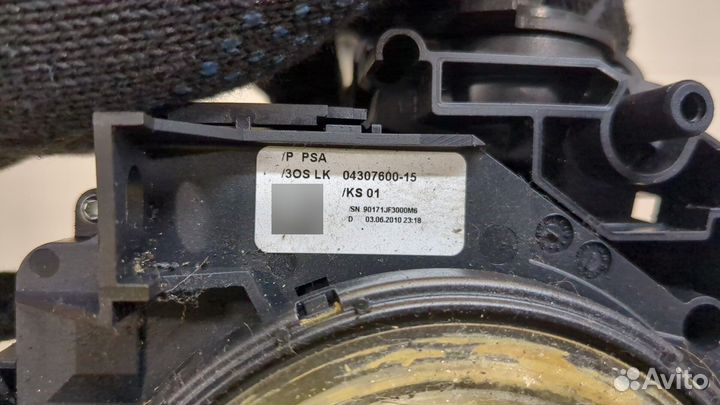 /P PSA
/3OS LK 04307600-15
/KS 01
/SN 90171JF3000M6
D 03.06.2010 23:18
Avito